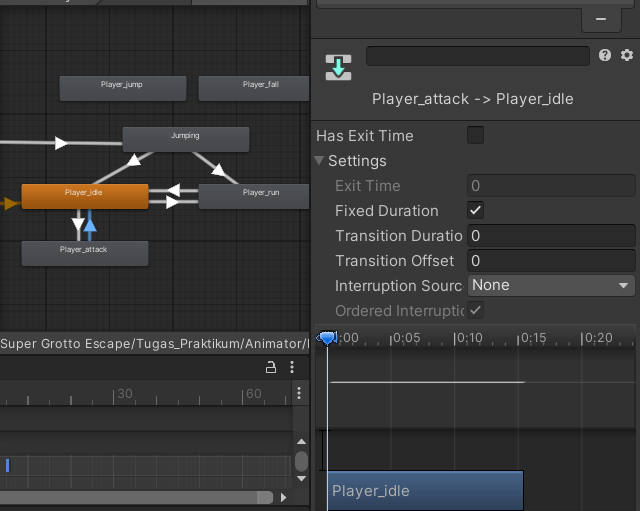 Player_attack -> Player_idle
Has Exit Time
Settings
Exit Time
0
Fixed Duration
Transition Duratio
0
Transition Offset
0
Interruption Sourc
None
Ordered Interruptio
:00
0:05
0:10
0:15
0:20
Player_idle
Player_jump
Player_fall
Jumping
Player_idle
Player_run
Player_attack
Super Grotto Escape/Tugas_Praktikum/Animator/
30
60